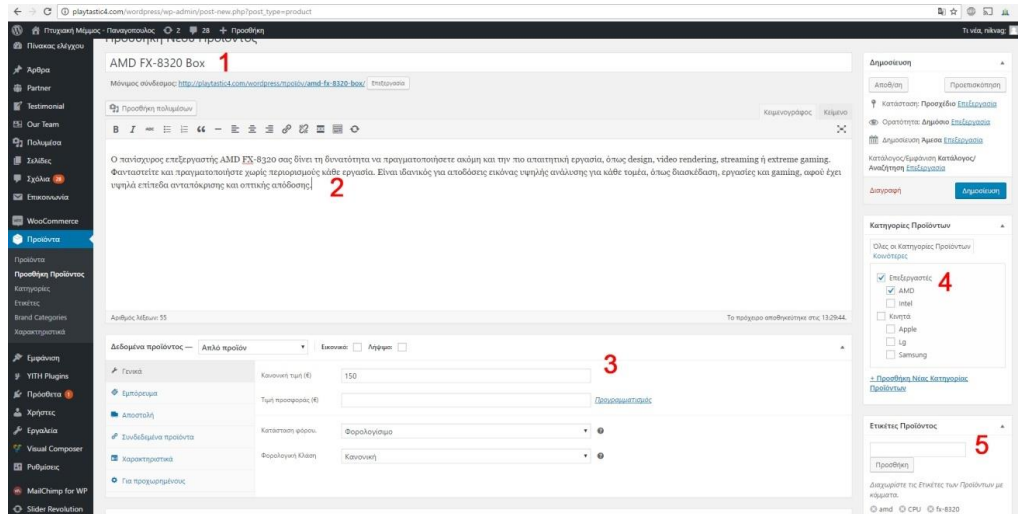 playtastic4.com/wordpress/wp-admin/post-new.php?post_type=product
Πτυχιακή Μέμμος - Παναγοπουλος 2 28 + Προσθήκη
Τι νέα, nikvag;
Πίνακας ελέγχου
Άρθρα
Partner
Testimonial
Our Team
Πολυμέσα
Σελίδες
Σχόλια 28
Επικοινωνία
WooCommerce
Προϊόντα
Προϊόντα
Προσθήκη Προϊόντος
Κατηγορίες
Ετικέτες
Brand Categories
Χαρακτηριστικά
Εμφάνιση
YITH Plugins
Πρόσθετα 1
Χρήστες
Εργαλεία
Visual Composer
Ρυθμίσεις
MailChimp for WP
Slider Revolution
Προσθήκη Νέου Προϊόντος
AMD FX-8320 Box 1
Μόνιμος σύνδεσμος: http://playtastic4.com/wordpress/προϊόν/amd-fx-8320-box/ Επεξεργασία
Προσθήκη πολυμέσων
Κειμενογράφος Κείμενο
B I
Ο πανίσχυρος επεξεργαστής AMD FX-8320 σας δίνει τη δυνατότητα να πραγματοποιήσετε ακόμη και την πιο απαιτητική εργασία, όπως design, video rendering, streaming ή extreme gaming.
Φανταστείτε και πραγματοποιήστε χωρίς περιορισμούς κάθε εργασία. Είναι ιδανικός για αποδόσεις εικόνας υψηλής ανάλυσης για κάθε τομέα, όπως διασκέδαση, εργασίες και gaming, αφού έχει
υψηλά επίπεδα ανταπόκρισης και οπτικής απόδοσης.
2
Αριθμός λέξεων: 55
Το πρόχειρο αποθηκεύτηκε στις 13:29:44.
Δεδομένα προϊόντος — Απλό προϊόν Εικονικό: Λήψιμο:
3
Γενικά
Εμπόρευμα
Αποστολή
Συνδεδεμένα προϊόντα
Χαρακτηριστικά
Για προχωρημένους
Κανονική τιμή (€) 150
Τιμή προσφοράς (€) Προγραμματισμός
Κατάσταση φόρου. Φορολογίσιμο
Φορολογική Κλάση Κανονική
Δημοσίευση
Αποθ/ση Προεπισκόπηση
Κατάσταση: Προσχέδιο Επεξεργασία
Ορατότητα: Δημόσιο Επεξεργασία
Δημοσίευση Άμεσα Επεξεργασία
Κατάλογος/Εμφάνιση Κατάλογος/
Αναζήτηση Επεξεργασία
Διαγραφή Δημοσίευση
Κατηγορίες Προϊόντων
Όλες οι Κατηγορίες Προϊόντων
Κοινότερες
4
Επεξεργαστές
AMD
Intel
Κινητά
Apple
Lg
Samsung
+ Προσθήκη Νέας Κατηγορίας
Προϊόντων
Ετικέτες Προϊόντος
5
Προσθήκη
Διαχωρίστε τις Ετικέτες των Προϊόντων με
κόμματα.
amd CPU fx-8320